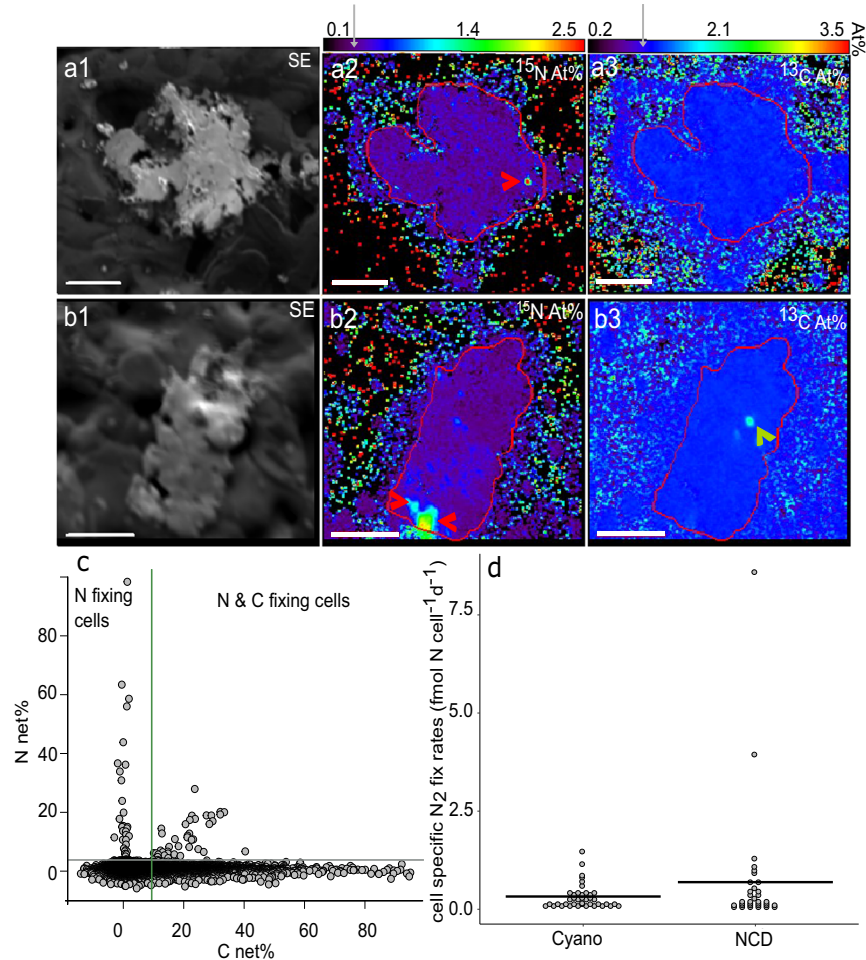 0.1 1.4 2.5 0.2 2.1 3.5 At%
a1 SE a2 ¹⁵N At% a3 ¹³C At%
b1 SE b2 ¹⁵N At% b3 ¹³C At%
c
N fixing
cells
N & C fixing cells
N net%
80
60
40
20
0
0 20 40 60 80
C net%
d
cell specific N₂ fix rates (fmol N cell⁻¹d⁻¹)
7.5
5.0
2.5
0.0
Cyano NCD